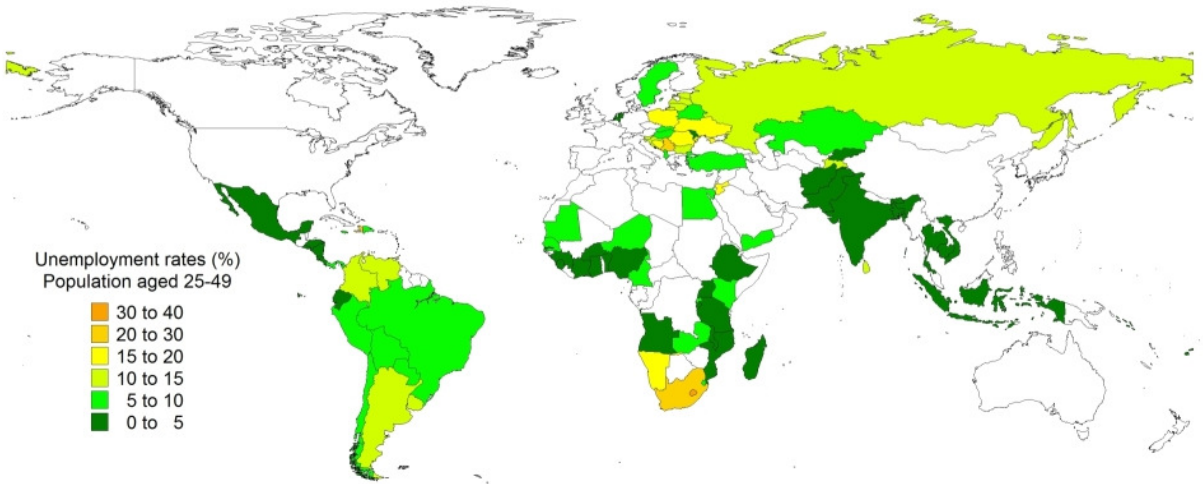 Unemployment rates (%)
Population aged 25-49
30 to 40
20 to 30
15 to 20
10 to 15
5 to 10
0 to 5